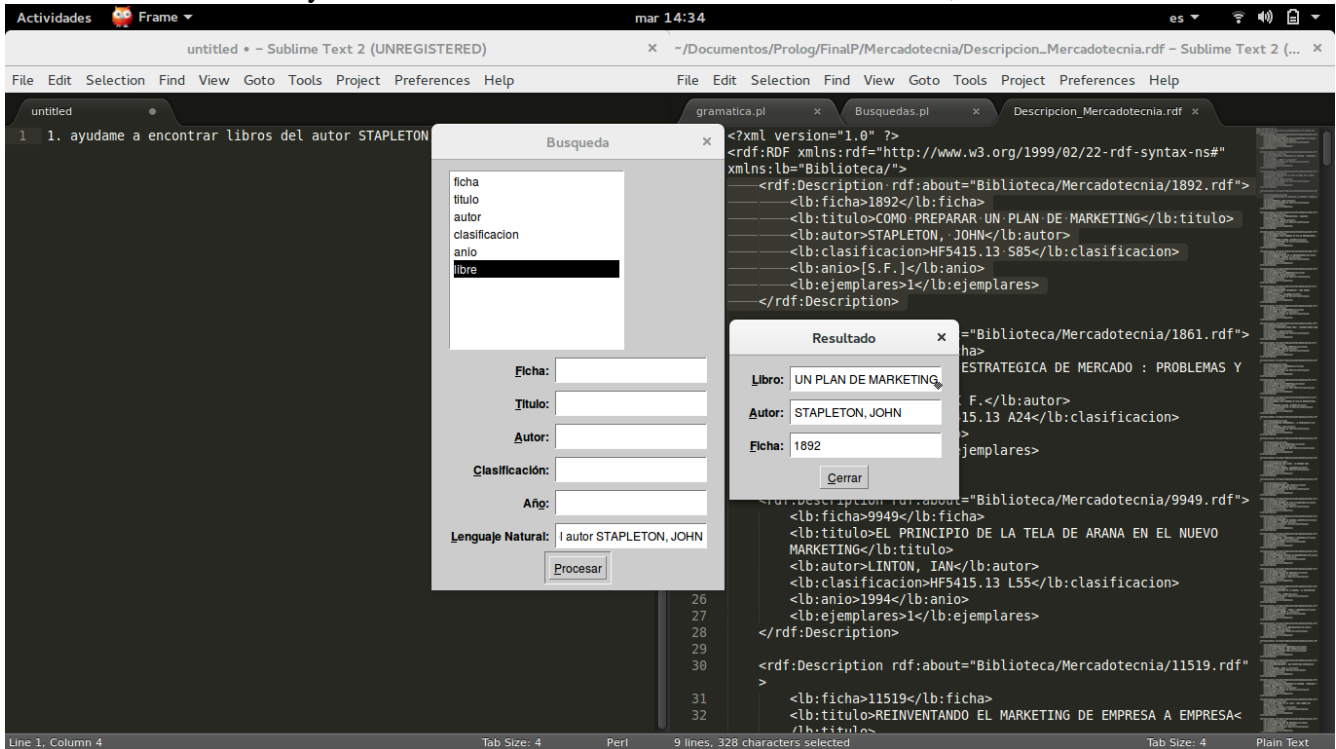 Actividades Frame mar 14:34 es
untitled • – Sublime Text 2 (UNREGISTERED) ×
File Edit Selection Find View Goto Tools Project Preferences Help
untitled
1 1. ayudame a encontrar libros del autor STAPLETON
Line 1, Column 4 Tab Size: 4 Perl
Busqueda ×
ficha
titulo
autor
clasificacion
anio
libre
Ficha:
Titulo:
Autor:
Clasificación:
Año:
Lenguaje Natural: l autor STAPLETON, JOHN
Procesar
~/Documentos/Prolog/FinalP/Mercadotecnia/Descripcion_Mercadotecnia.rdf – Sublime Text 2 (... ×
File Edit Selection Find View Goto Tools Project Preferences Help
gramatica.pl × Busquedas.pl × Descripcion_Mercadotecnia.rdf ×
<?xml version="1.0" ?>
<rdf:RDF xmlns:rdf="http://www.w3.org/1999/02/22-rdf-syntax-ns#"
xmlns:lb="Biblioteca/">
<rdf:Description rdf:about="Biblioteca/Mercadotecnia/1892.rdf">
<lb:ficha>1892</lb:ficha>
<lb:titulo>COMO PREPARAR UN PLAN DE MARKETING</lb:titulo>
<lb:autor>STAPLETON, JOHN</lb:autor>
<lb:clasificacion>HF5415.13 S85</lb:clasificacion>
<lb:anio>[S.F.]</lb:anio>
<lb:ejemplares>1</lb:ejemplares>
</rdf:Description>
="Biblioteca/Mercadotecnia/1861.rdf">
ha>
ESTRATEGICA DE MERCADO : PROBLEMAS Y
F.</lb:autor>
15.13 A24</lb:clasificacion>
>
jemplares>
Resultado ×
Libro: UN PLAN DE MARKETING
Autor: STAPLETON, JOHN
Ficha: 1892
Cerrar
<rdf:Description rdf:about="Biblioteca/Mercadotecnia/9949.rdf">
<lb:ficha>9949</lb:ficha>
<lb:titulo>EL PRINCIPIO DE LA TELA DE ARANA EN EL NUEVO
MARKETING</lb:titulo>
<lb:autor>LINTON, IAN</lb:autor>
<lb:clasificacion>HF5415.13 L55</lb:clasificacion>
26 <lb:anio>1994</lb:anio>
27 <lb:ejemplares>1</lb:ejemplares>
28 </rdf:Description>
29
30 <rdf:Description rdf:about="Biblioteca/Mercadotecnia/11519.rdf"
>
31 <lb:ficha>11519</lb:ficha>
32 <lb:titulo>REINVENTANDO EL MARKETING DE EMPRESA A EMPRESA<
/lb:titulo>
9 lines, 328 characters selected Tab Size: 4 Plain Text